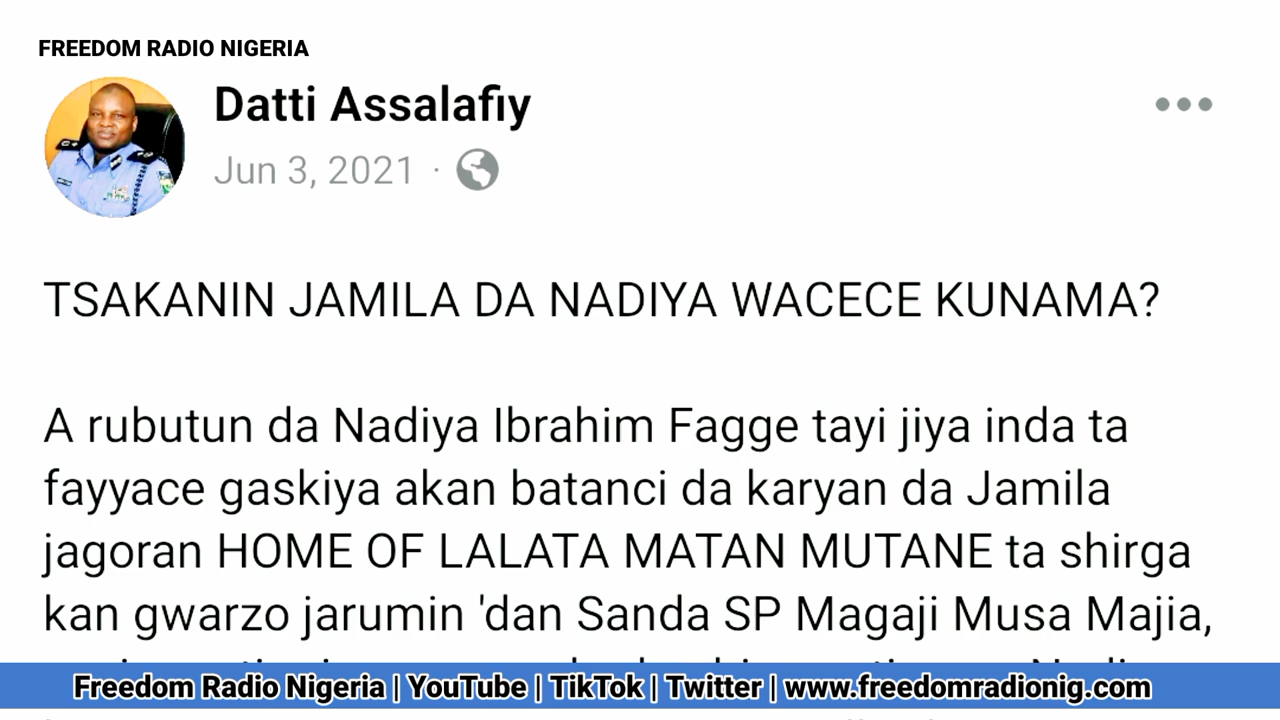 FREEDOM RADIO NIGERIA
Datti Assalafiy
Jun 3, 2021 ·
TSAKANIN JAMILA DA NADIYA WACECE KUNAMA?
A rubutun da Nadiya Ibrahim Fagge tayi jiya inda ta
fayyace gaskiya akan batanci da karyan da Jamila
jagoran HOME OF LALATA MATAN MUTANE ta shirga
kan gwarzo jarumin 'dan Sanda SP Magaji Musa Majia,
Freedom Radio Nigeria | YouTube | TikTok | Twitter | www.freedomradionig.com